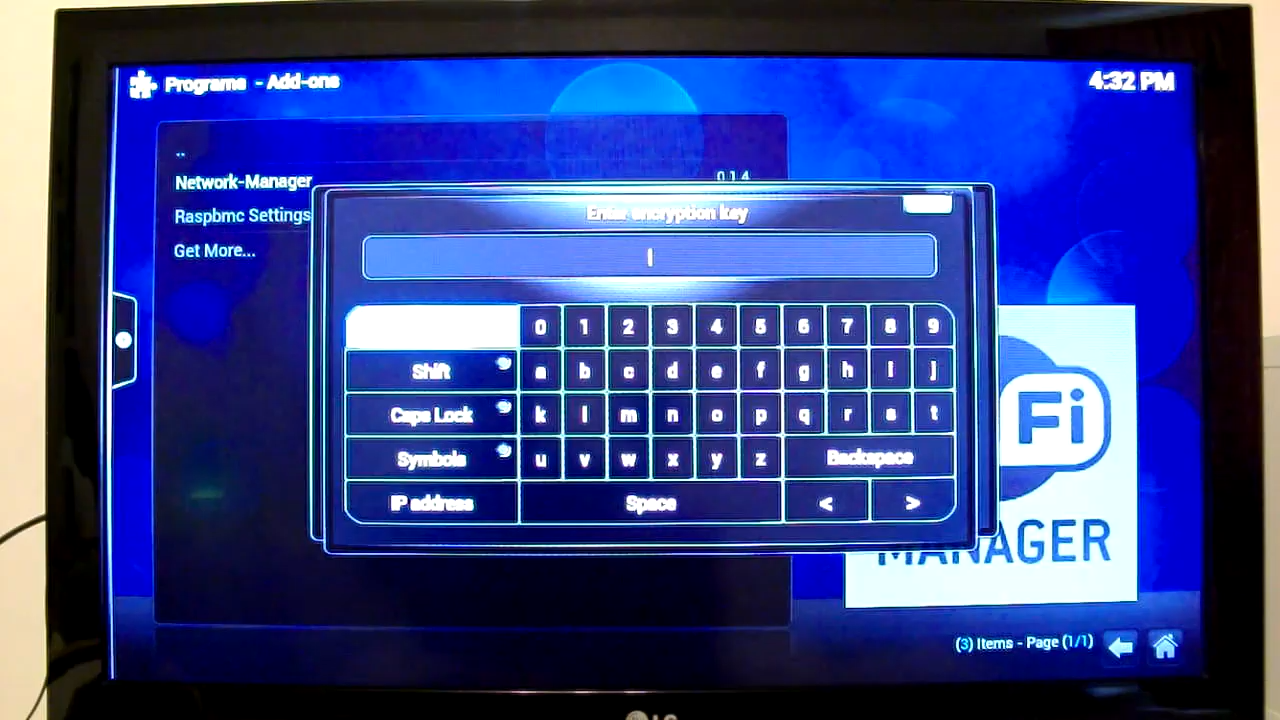 Programs - Add-ons
4:32 PM
..
Network-Manager 0.1.4
Raspbmc Settings
Get More...
Enter encryption key
0 1 2 3 4 5 6 7 8 9
Shift a b c d e f g h i j
Caps Lock k l m n o p q r s t
Symbols u v w x y z Backspace
IP address Space < >
Fi
MANAGER
(3) Items - Page (1/1)
LG